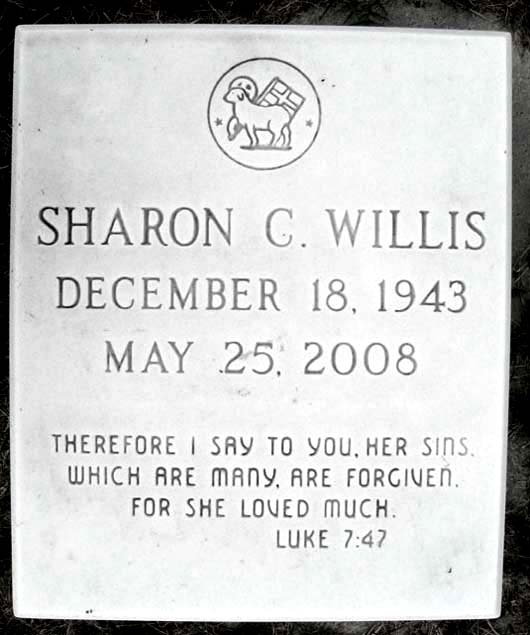 SHARON C. WILLIS
DECEMBER 18, 1943
MAY 25, 2008
THEREFORE I SAY TO YOU, HER SINS,
WHICH ARE MANY, ARE FORGIVEN,
FOR SHE LOVED MUCH.
LUKE 7:47